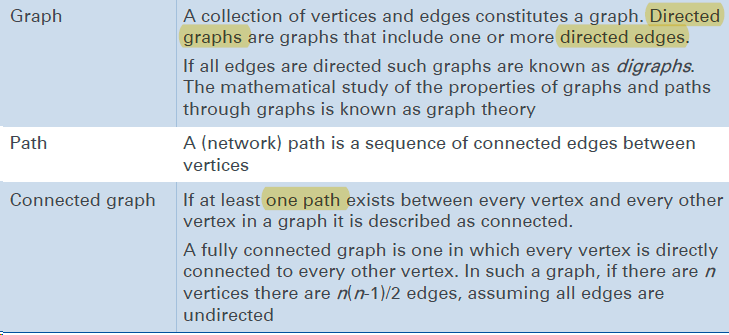 Graph
A collection of vertices and edges constitutes a graph. Directed
graphs are graphs that include one or more directed edges.
If all edges are directed such graphs are known as digraphs.
The mathematical study of the properties of graphs and paths
through graphs is known as graph theory
Path
A (network) path is a sequence of connected edges between
vertices
Connected graph
If at least one path exists between every vertex and every other
vertex in a graph it is described as connected.
A fully connected graph is one in which every vertex is directly
connected to every other vertex. In such a graph, if there are n
vertices there are n(n-1)/2 edges, assuming all edges are
undirected